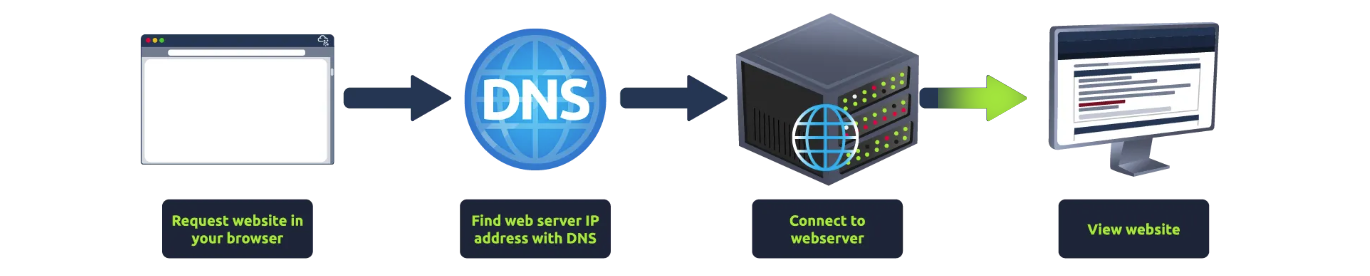 DNS
Request website in
your browser
Find web server IP
address with DNS
Connect to
webserver
View website